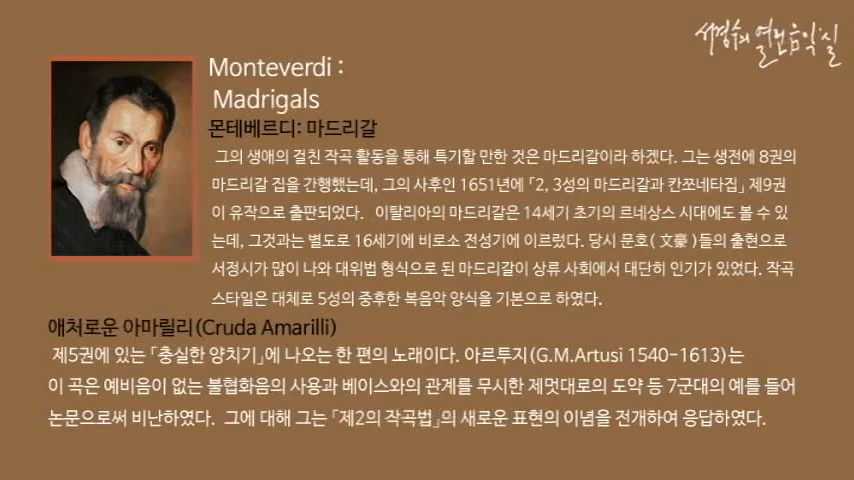 서경수의 열린음악실
Monteverdi :
Madrigals
몬테베르디: 마드리갈
그의 생애의 걸친 작곡 활동을 통해 특기할 만한 것은 마드리갈이라 하겠다. 그는 생전에 8권의
마드리갈 집을 간행했는데, 그의 사후인 1651년에 「2, 3성의 마드리갈과 칸쪼네타집」 제9권
이 유작으로 출판되었다. 이탈리아의 마드리갈은 14세기 초기의 르네상스 시대에도 볼 수 있
는데, 그것과는 별도로 16세기에 비로소 전성기에 이르렀다. 당시 문호( 文豪 )들의 출현으로
서정시가 많이 나와 대위법 형식으로 된 마드리갈이 상류 사회에서 대단히 인기가 있었다. 작곡
스타일은 대체로 5성의 중후한 복음악 양식을 기본으로 하였다.
애처로운 아마릴리(Cruda Amarilli)
제5권에 있는 「충실한 양치기」에 나오는 한 편의 노래이다. 아르투지(G.M.Artusi 1540-1613)는
이 곡은 예비음이 없는 불협화음의 사용과 베이스와의 관계를 무시한 제멋대로의 도약 등 7군대의 예를 들어
논문으로써 비난하였다. 그에 대해 그는 「제2의 작곡법」의 새로운 표현의 이념을 전개하여 응답하였다.